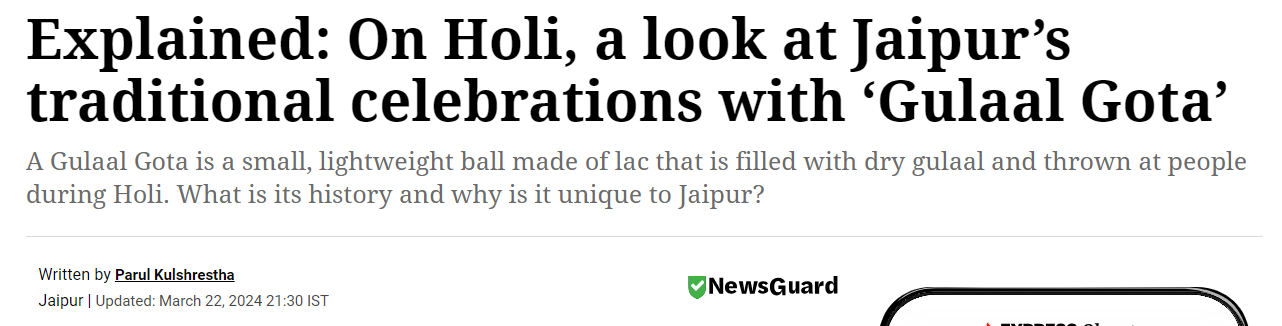 Explained: On Holi, a look at Jaipur’s
traditional celebrations with ‘Gulaal Gota’
A Gulaal Gota is a small, lightweight ball made of lac that is filled with dry gulaal and thrown at people
during Holi. What is its history and why is it unique to Jaipur?
Written by Parul Kulshrestha
Jaipur | Updated: March 22, 2024 21:30 IST
NewsGuard